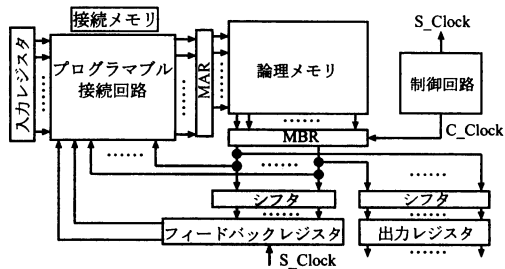 接続メモリ
S_Clock
入力レジスタ
プログラマブル
接続回路
MAR
論理メモリ
制御回路
MBR
C_Clock
シフタ
シフタ
フィードバックレジスタ
出力レジスタ
S_Clock